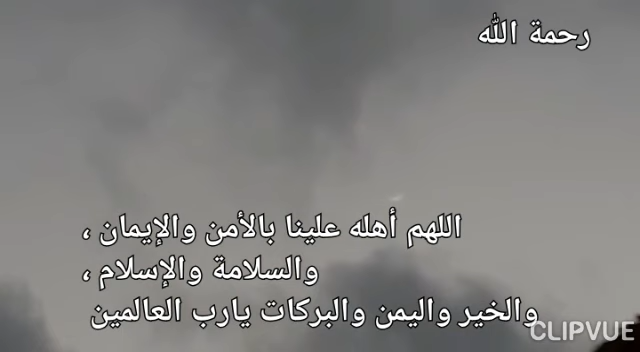 رحمة الله
اللهم أهله علينا بالأمن والإيمان ،
والسلامة والإسلام ،
والخير واليمن والبركات يارب العالمين
CLIPVUE